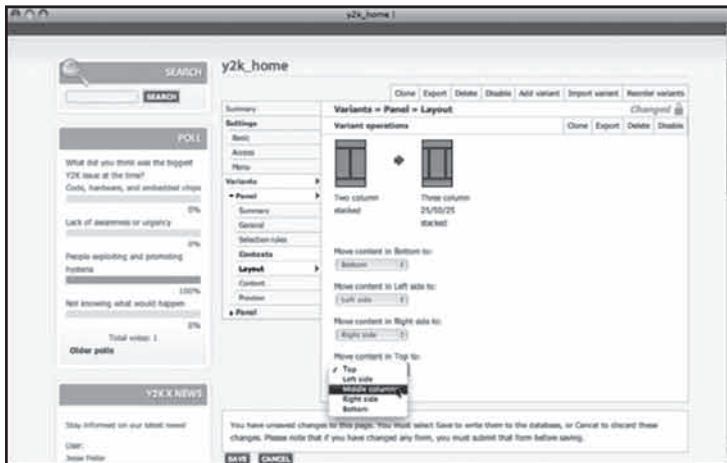 y2k_home |
SEARCH
SEARCH
POLL
What did you think was the biggest
Y2K issue at the time?
Code, hardware, and embedded chips
0%
Lack of awareness or urgency
0%
People exploiting and promoting
hysteria
100%
Not knowing what would happen
0%
Total votes: 1
Older polls
Y2K.X NEWS
Stay informed on our latest news!
User:
Jesse Feiler
y2k_home
Clone Export Delete Disable Add variant Import variant Reorder variants
Summary
Settings
Basic
Access
Menu
Variants
Panel
Summary
General
Selection rules
Contexts
Layout
Content
Preview
Panel
Variants » Panel » Layout
Changed
Variant operations
Clone Export Delete Disable
Two column
stacked
Three column
25/50/25
stacked
Move content in Bottom to:
Bottom
Move content in Left side to:
Left side
Move content in Right side to:
Right side
Move content in Top to:
✓ Top
Left side
Middle column
Right side
Bottom
You have unsaved changes to this page. You must select Save to write them to the database, or Cancel to discard these
changes. Please note that if you have changed any form, you must submit that form before saving.
SAVE CANCEL